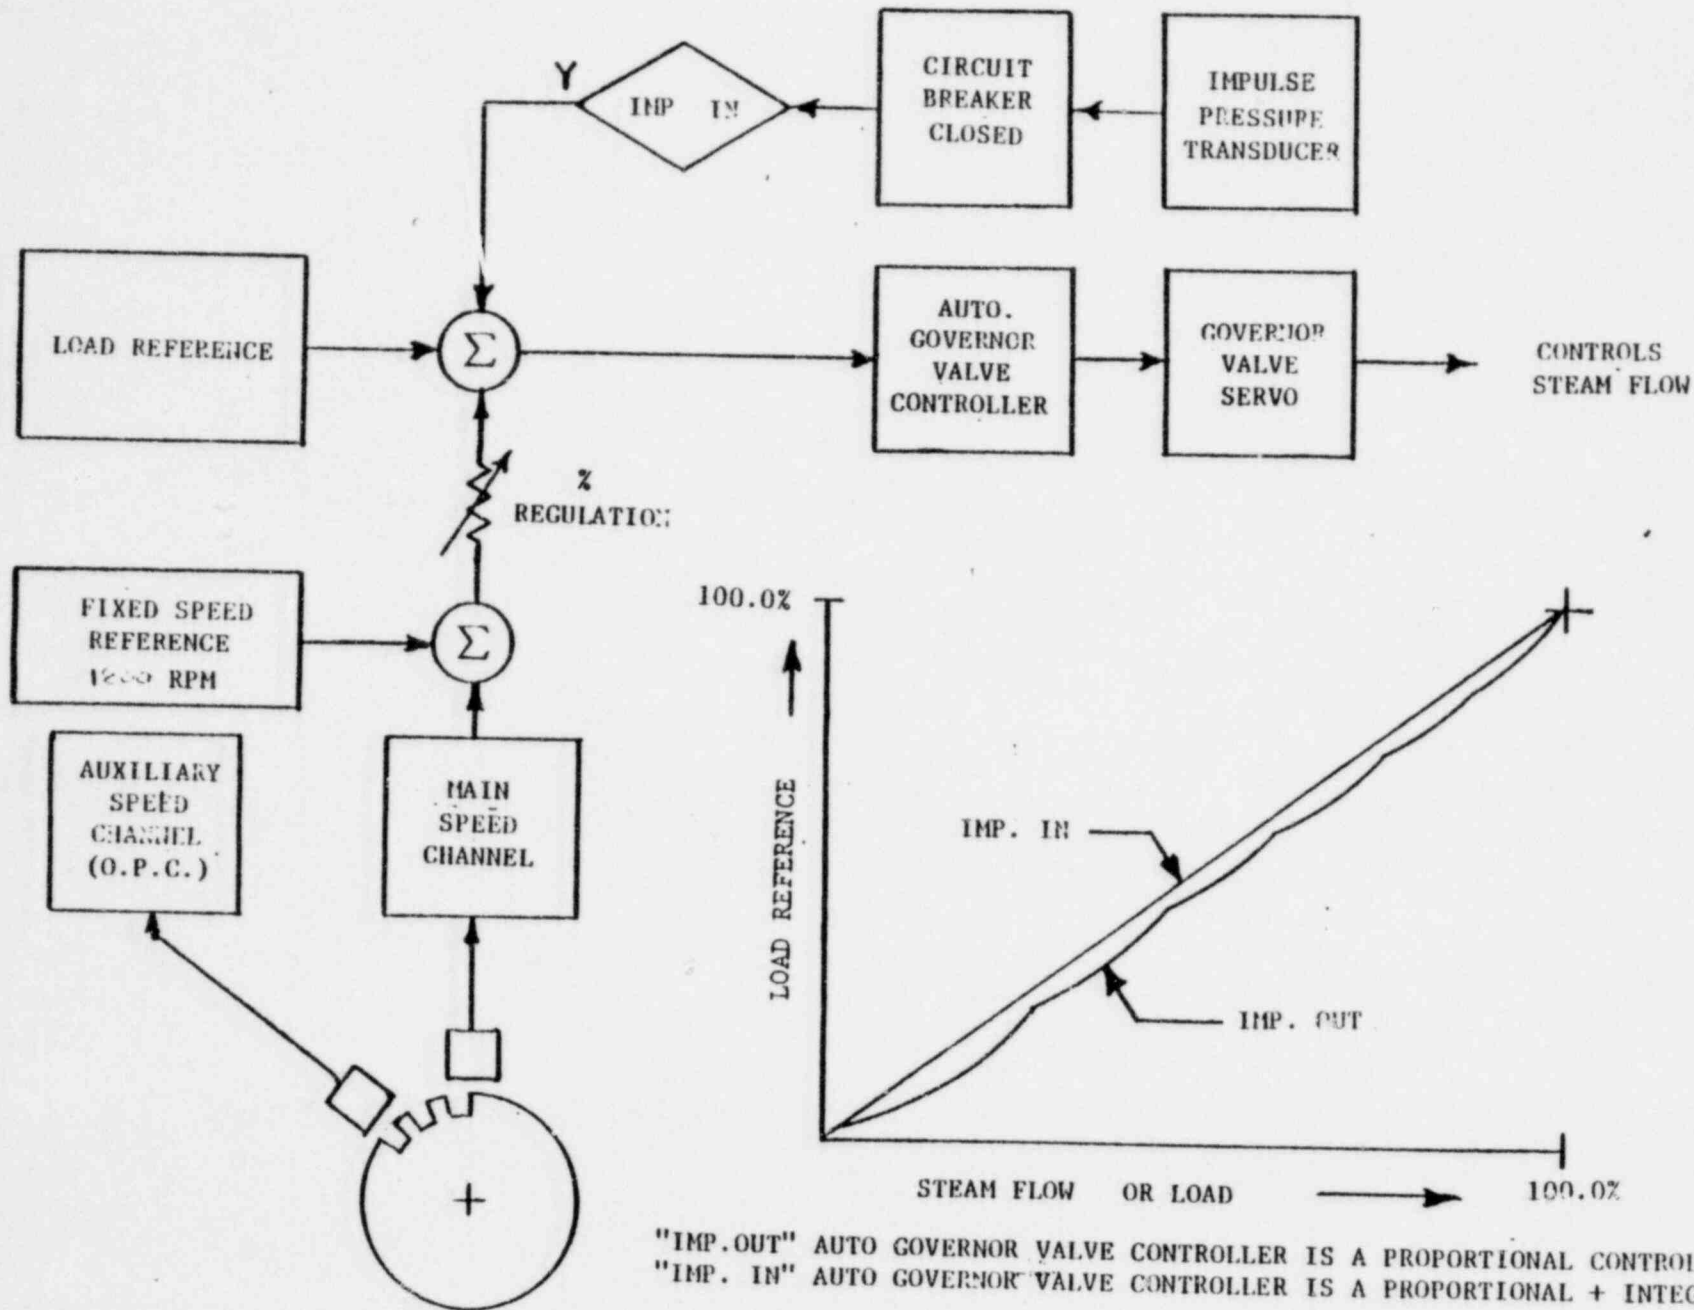 CIRCUIT
BREAKER
CLOSED
IMPULSE
PRESSURE
TRANSDUCER
Y
IMP IN
LOAD REFERENCE
Σ
AUTO.
GOVERNOR
VALVE
CONTROLLER
GOVERNOR
VALVE
SERVO
CONTROLS
STEAM FLOW
%
REGULATION
FIXED SPEED
REFERENCE
RPM
Σ
AUXILIARY
SPEED
CHANNEL
(O.P.C.)
MAIN
SPEED
CHANNEL
100.0%
LOAD REFERENCE
IMP. IN
IMP. OUT
STEAM FLOW OR LOAD
100.0%
"IMP.OUT" AUTO GOVERNOR VALVE CONTROLLER IS A PROPORTIONAL
"IMP. IN" AUTO GOVERNOR VALVE CONTROLLER IS A PROPORTIONAL +